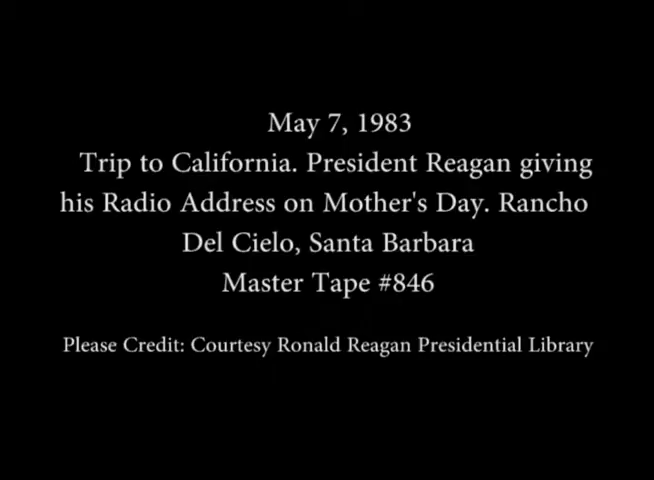 May 7, 1983
Trip to California. President Reagan giving
his Radio Address on Mother's Day. Rancho
Del Cielo, Santa Barbara
Master Tape #846
Please Credit: Courtesy Ronald Reagan Presidential Library